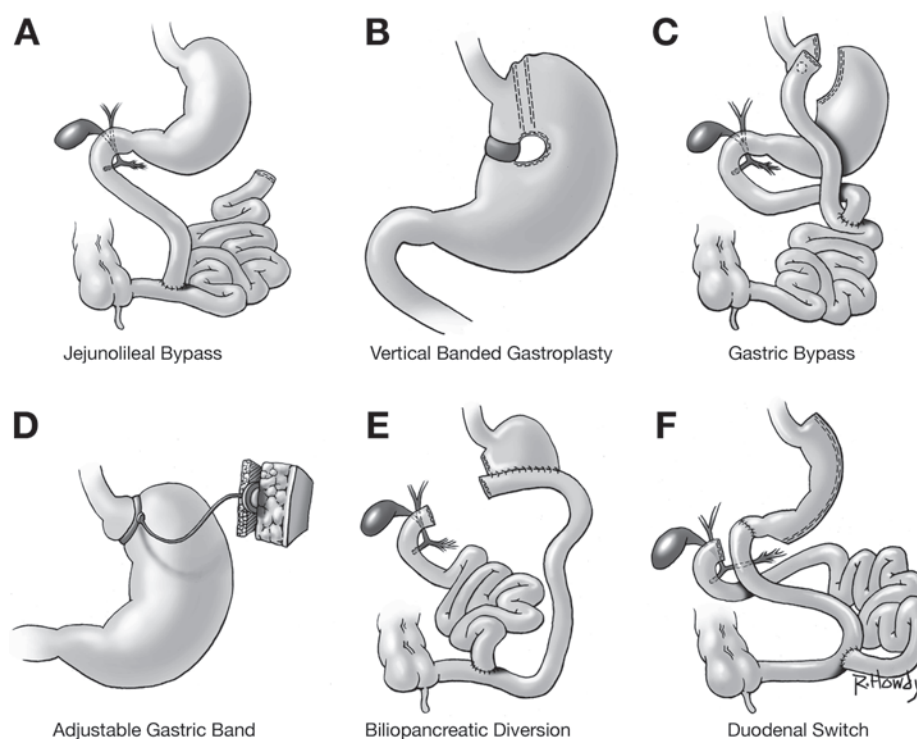 A
B
C
Jejunolileal Bypass
Vertical Banded Gastroplasty
Gastric Bypass
D
E
F
R.Howdy
Adjustable Gastric Band
Biliopancreatic Diversion
Duodenal Switch